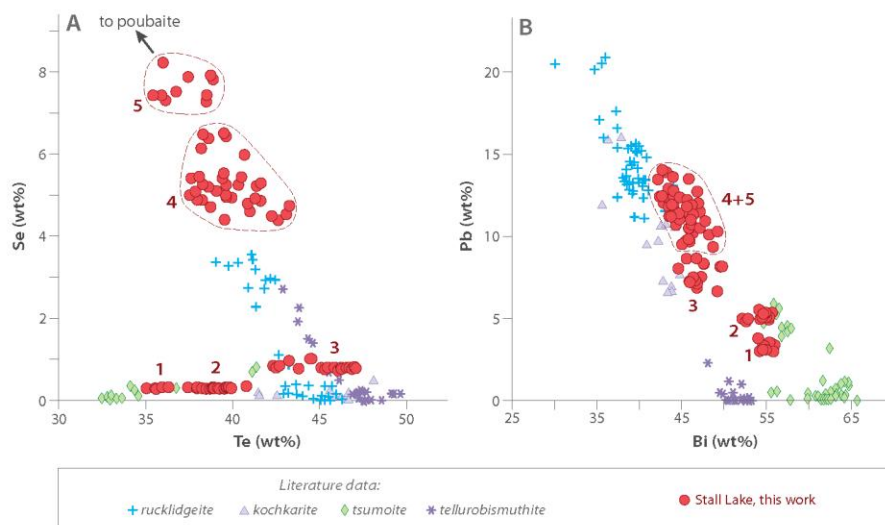 A
to poubaite
5
4
3
1
2
8
6
4
2
0
Se (wt%)
30
35
40
45
50
Te (wt%)
B
4+5
3
2
1
20
15
10
5
0
Pb (wt%)
25
35
45
55
65
Bi (wt%)
Literature data:
rucklidgeite
kochkarite
tsumoite
tellurobismuthite
Stall Lake, this work